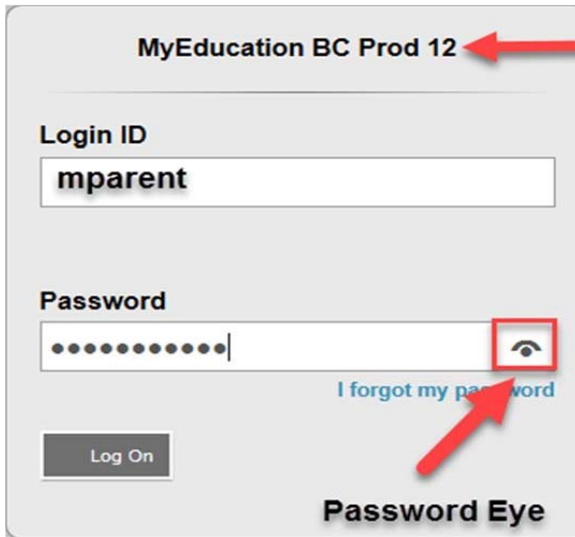 MyEducation BC Prod 12
Login ID
mparent
Password
●●●●●●●●●●●
I forgot my password
Log On
Password Eye